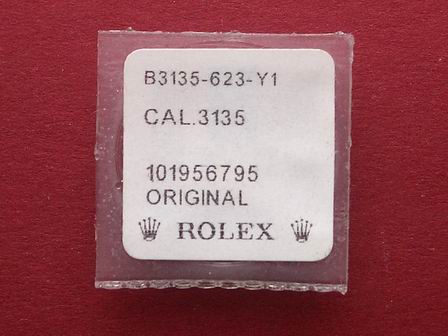 B3135-623-Y1
CAL.3135
101956795
ORIGINAL
ROLEX